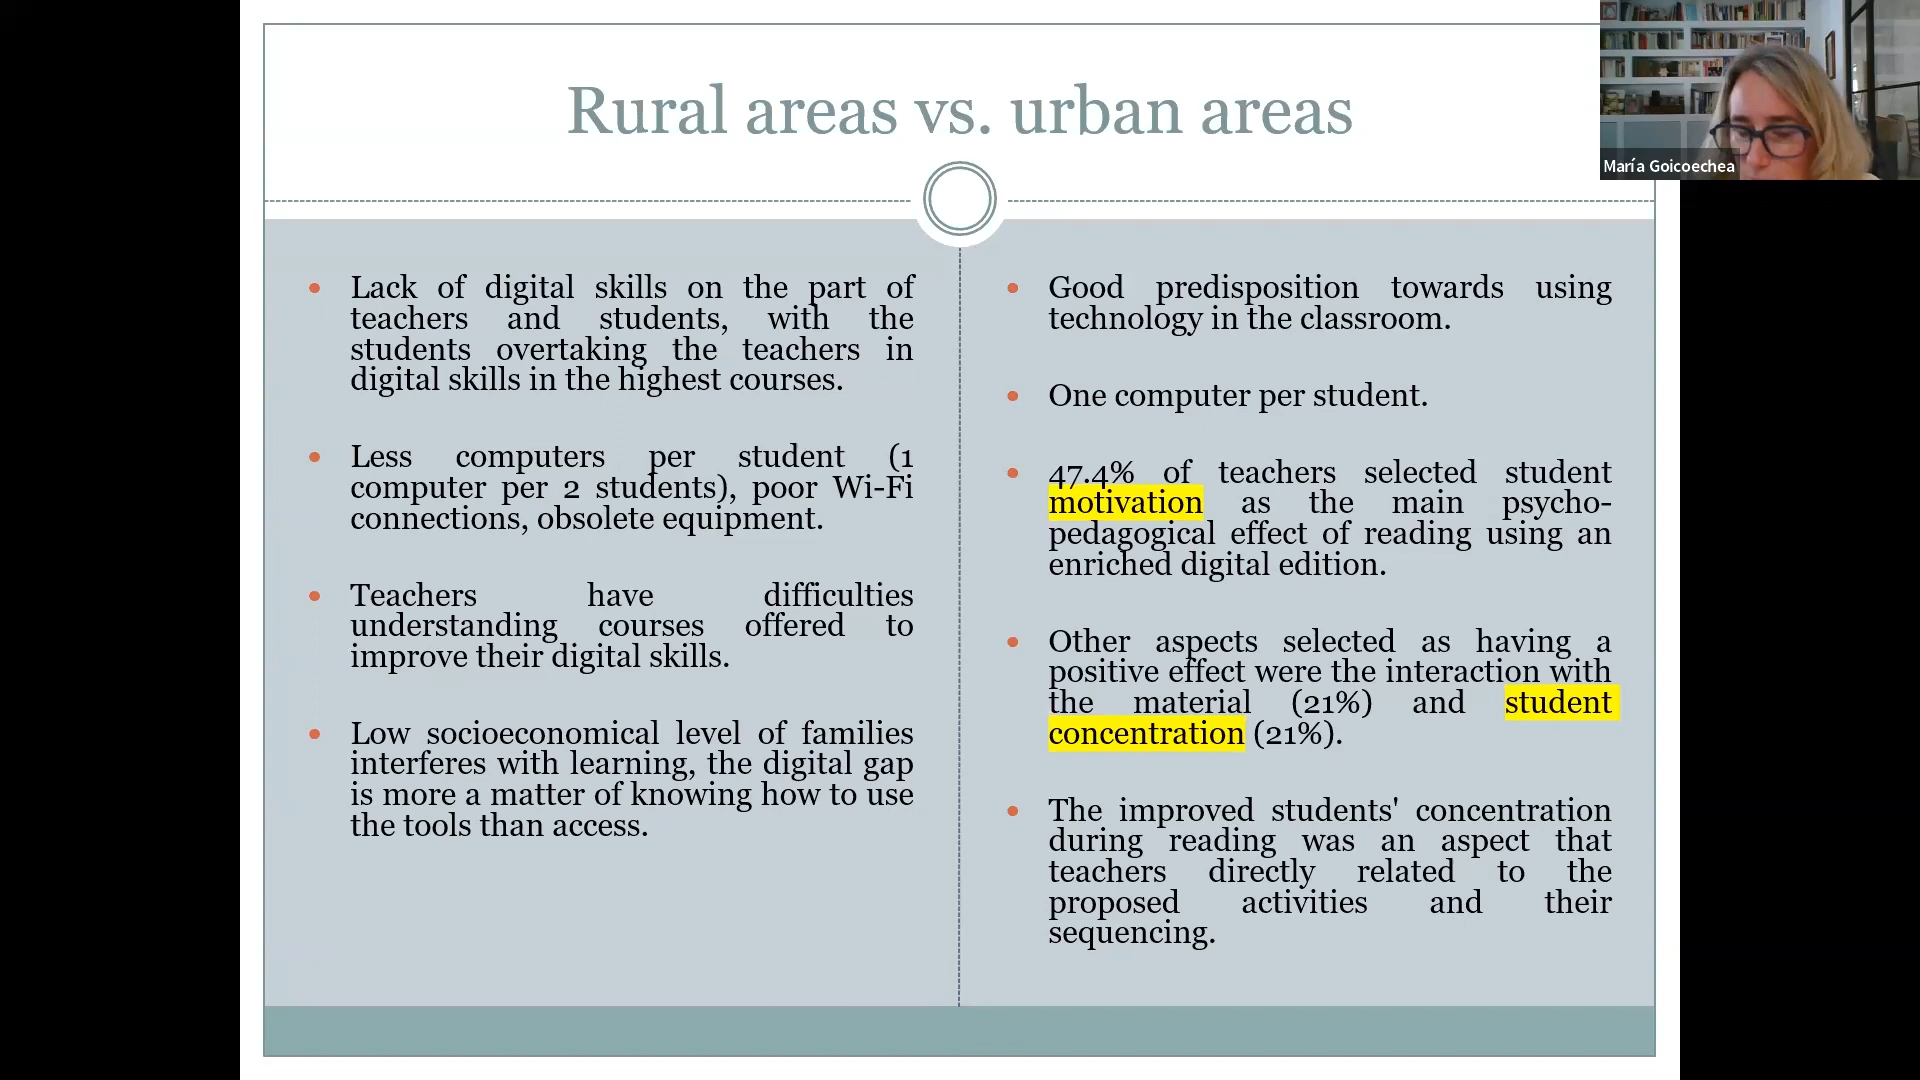 Rural areas vs. urban areas
María Goicoechea
Lack of digital skills on the part of
teachers and students, with the
students overtaking the teachers in
digital skills in the highest courses.
Less computers per student (1
computer per 2 students), poor Wi-Fi
connections, obsolete equipment.
Teachers have difficulties
understanding courses offered to
improve their digital skills.
Low socioeconomical level of families
interferes with learning, the digital gap
is more a matter of knowing how to use
the tools than access.
Good predisposition towards using
technology in the classroom.
One computer per student.
47.4% of teachers selected student
motivation as the main psycho-
pedagogical effect of reading using an
enriched digital edition.
Other aspects selected as having a
positive effect were the interaction with
the material (21%) and student
concentration (21%).
The improved students' concentration
during reading was an aspect that
teachers directly related to the
proposed activities and their
sequencing.